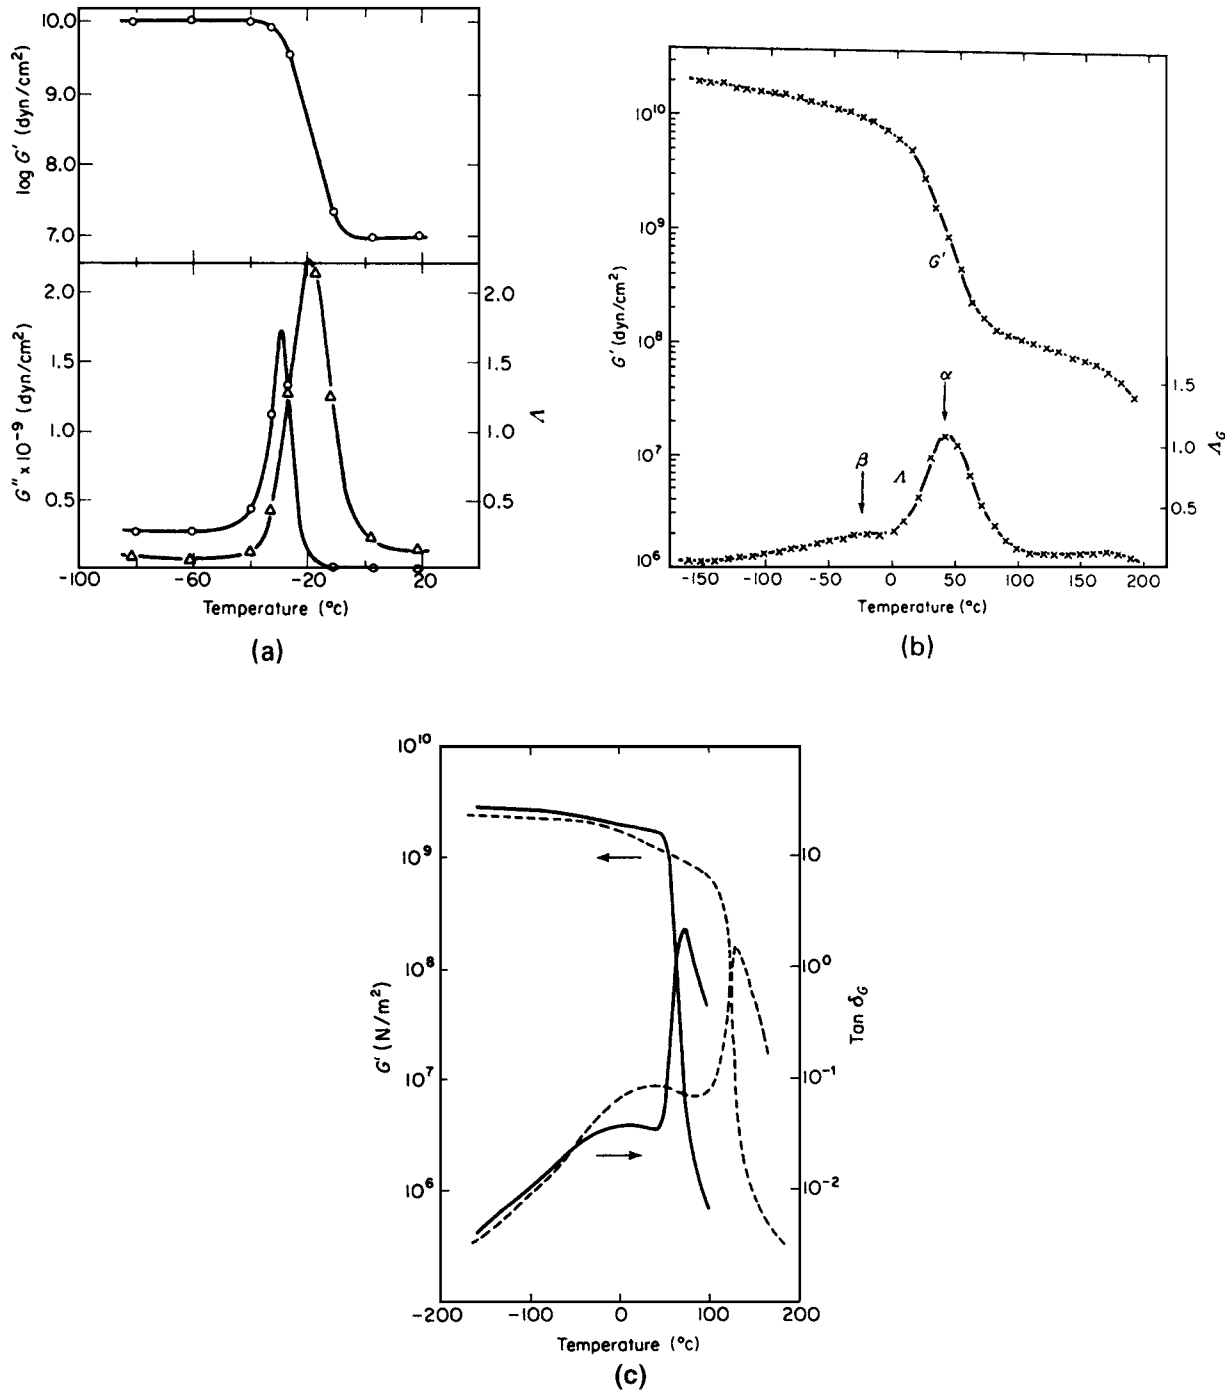 10.0
9.0
8.0
7.0
log G′ (dyn/cm²)
2.0
1.5
1.0
0.5
G″ x 10⁻⁹ (dyn/cm²)
2.0
1.5
1.0
0.5
Λ
-100
-60
-20
20
Temperature (°c)
(a)
10¹⁰
10⁹
10⁸
10⁷
10⁶
G′ (dyn/cm²)
G′
α
β
Λ
1.5
1.0
0.5
ΛG
-150
-100
-50
0
50
100
150
200
Temperature (°c)
(b)
10¹⁰
10⁹
10⁸
10⁷
10⁶
G′ (N/m²)
10
10⁰
10⁻¹
10⁻²
Tan δG
-200
-100
0
100
200
Temperature (°c)
(c)